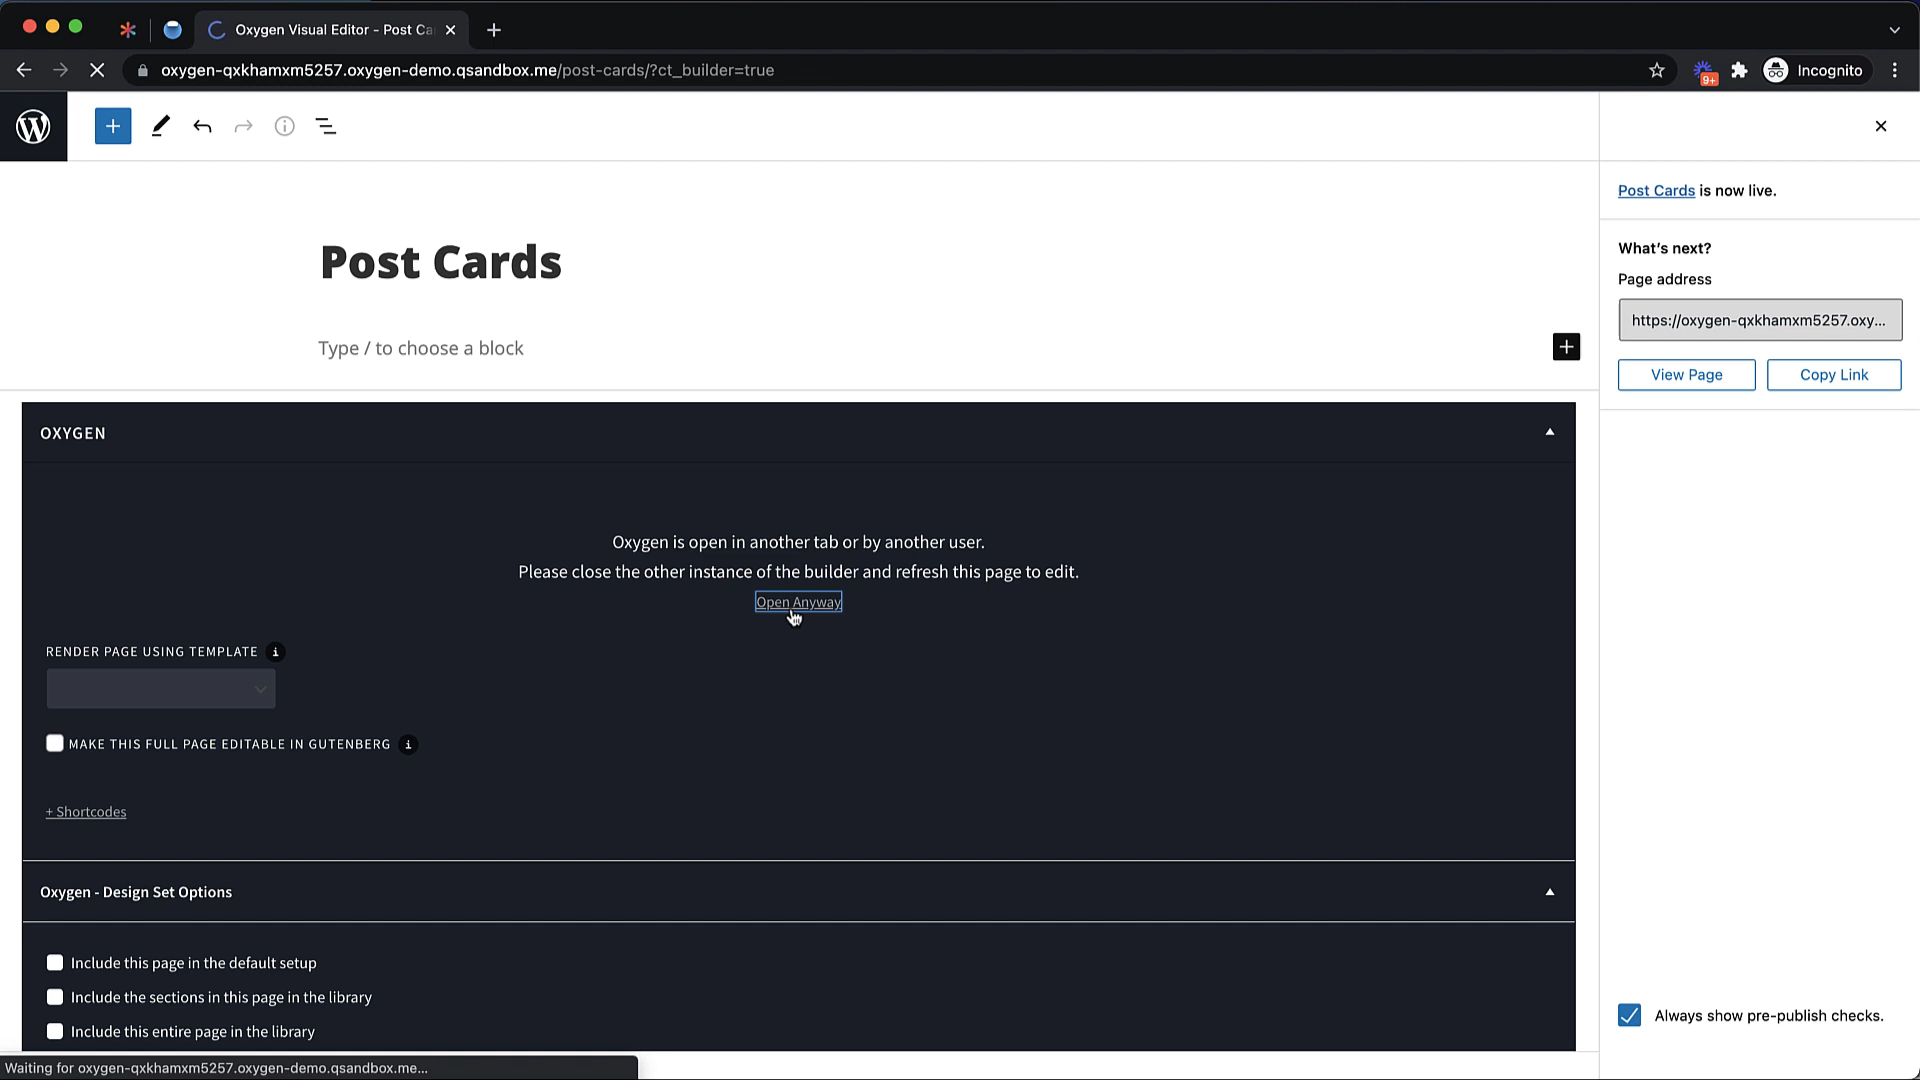 Oxygen Visual Editor - Post Ca
oxygen-qxkhamxm5257.oxygen-demo.qsandbox.me/post-cards/?ct_builder=true
9+
Incognito
Post Cards is now live.
Post Cards
What's next?
Page address
https://oxygen-qxkhamxm5257.oxy...
Type / to choose a block
View Page
Copy Link
OXYGEN
Oxygen is open in another tab or by another user.
Please close the other instance of the builder and refresh this page to edit.
Open Anyway
RENDER PAGE USING TEMPLATE i
MAKE THIS FULL PAGE EDITABLE IN GUTENBERG i
+ Shortcodes
Oxygen - Design Set Options
Include this page in the default setup
Include the sections in this page in the library
Include this entire page in the library
Always show pre-publish checks.
Waiting for oxygen-qxkhamxm5257.oxygen-demo.qsandbox.me...